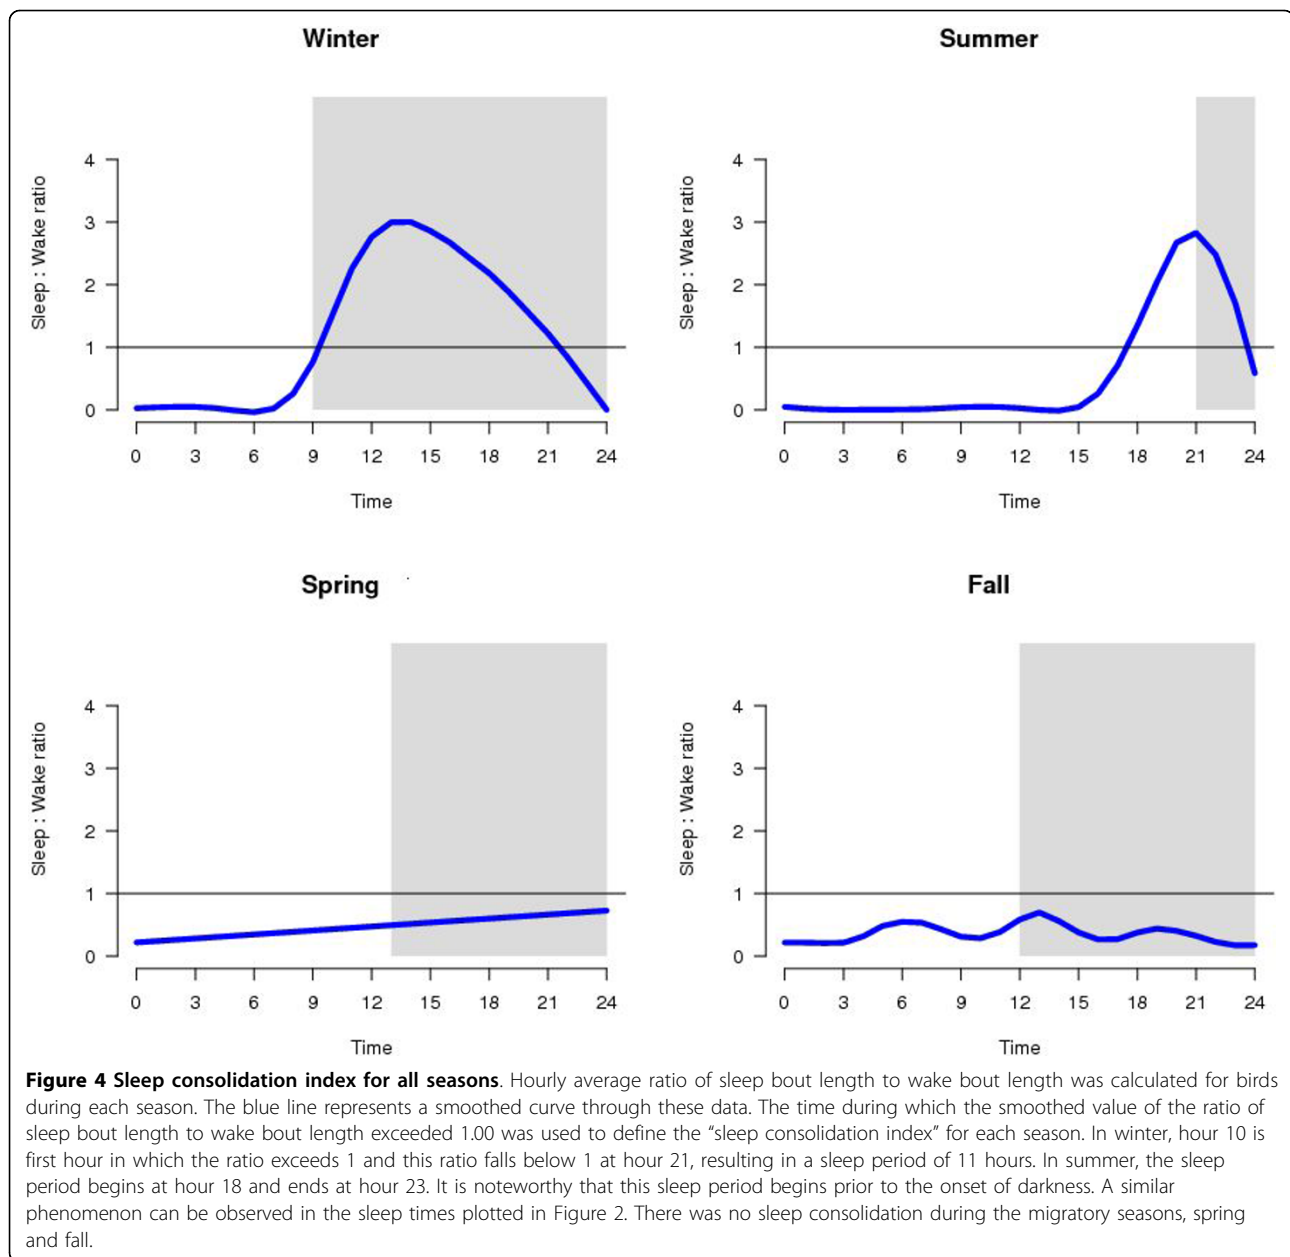 Winter
Summer
4
3
2
1
0
Sleep : Wake ratio
0 3 6 9 12 15 18 21 24
Time
4
3
2
1
0
Sleep : Wake ratio
0 3 6 9 12 15 18 21 24
Time
Spring
Fall
4
3
2
1
0
Sleep : Wake ratio
0 3 6 9 12 15 18 21 24
Time
4
3
2
1
0
Sleep : Wake ratio
0 3 6 9 12 15 18 21 24
Time
Figure 4 Sleep consolidation index for all seasons. Hourly average ratio of sleep bout length to wake bout length was calculated for birds
during each season. The blue line represents a smoothed curve through these data. The time during which the smoothed value of the ratio of
sleep bout length to wake bout length exceeded 1.00 was used to define the “sleep consolidation index” for each season. In winter, hour 10 is
first hour in which the ratio exceeds 1 and this ratio falls below 1 at hour 21, resulting in a sleep period of 11 hours. In summer, the sleep
period begins at hour 18 and ends at hour 23. It is noteworthy that this sleep period begins prior to the onset of darkness. A similar
phenomenon can be observed in the sleep times plotted in Figure 2. There was no sleep consolidation during the migratory seasons, spring
and fall.